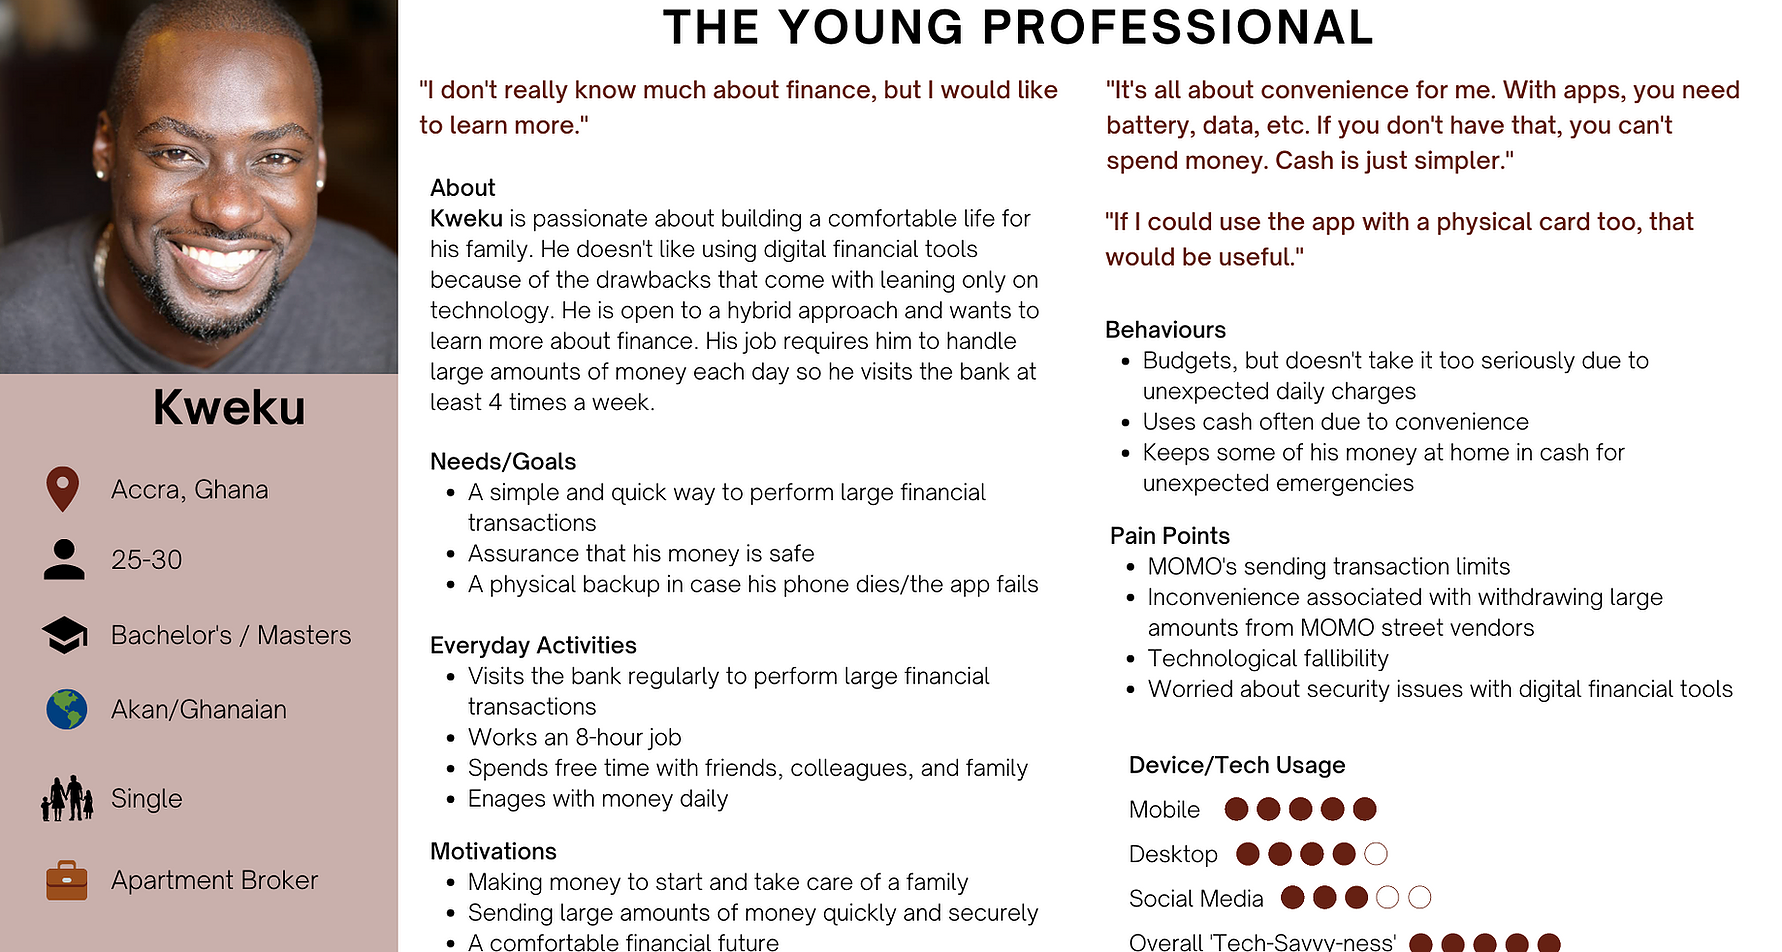 THE YOUNG PROFESSIONAL
Kweku
Accra, Ghana
25-30
Bachelor's / Masters
Akan/Ghanaian
Single
Apartment Broker
"I don't really know much about finance, but I would like
to learn more."
About
Kweku is passionate about building a comfortable life for
his family. He doesn't like using digital financial tools
because of the drawbacks that come with leaning only on
technology. He is open to a hybrid approach and wants to
learn more about finance. His job requires him to handle
large amounts of money each day so he visits the bank at
least 4 times a week.
Needs/Goals
• A simple and quick way to perform large financial
transactions
• Assurance that his money is safe
• A physical backup in case his phone dies/the app fails
Everyday Activities
• Visits the bank regularly to perform large financial
transactions
• Works an 8-hour job
• Spends free time with friends, colleagues, and family
• Enages with money daily
Motivations
• Making money to start and take care of a family
• Sending large amounts of money quickly and securely
• A comfortable financial future
"It's all about convenience for me. With apps, you need
battery, data, etc. If you don't have that, you can't
spend money. Cash is just simpler."
"If I could use the app with a physical card too, that
would be useful."
Behaviours
• Budgets, but doesn't take it too seriously due to
unexpected daily charges
• Uses cash often due to convenience
• Keeps some of his money at home in cash for
unexpected emergencies
Pain Points
• MOMO's sending transaction limits
• Inconvenience associated with withdrawing large
amounts from MOMO street vendors
• Technological fallibility
• Worried about security issues with digital financial tools
Device/Tech Usage
Mobile
Desktop
Social Media
Overall 'Tech-Savvy-ness'